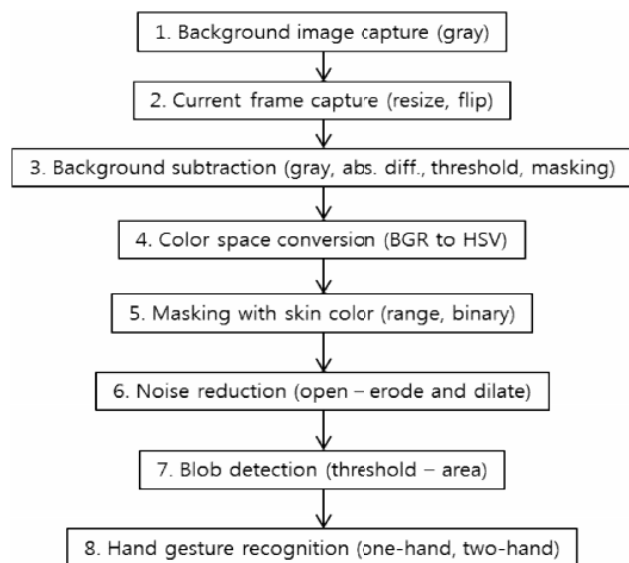 1. Background image capture (gray)
2. Current frame capture (resize, flip)
3. Background subtraction (gray, abs. diff., threshold, masking)
4. Color space conversion (BGR to HSV)
5. Masking with skin color (range, binary)
6. Noise reduction (open – erode and dilate)
7. Blob detection (threshold – area)
8. Hand gesture recognition (one-hand, two-hand)